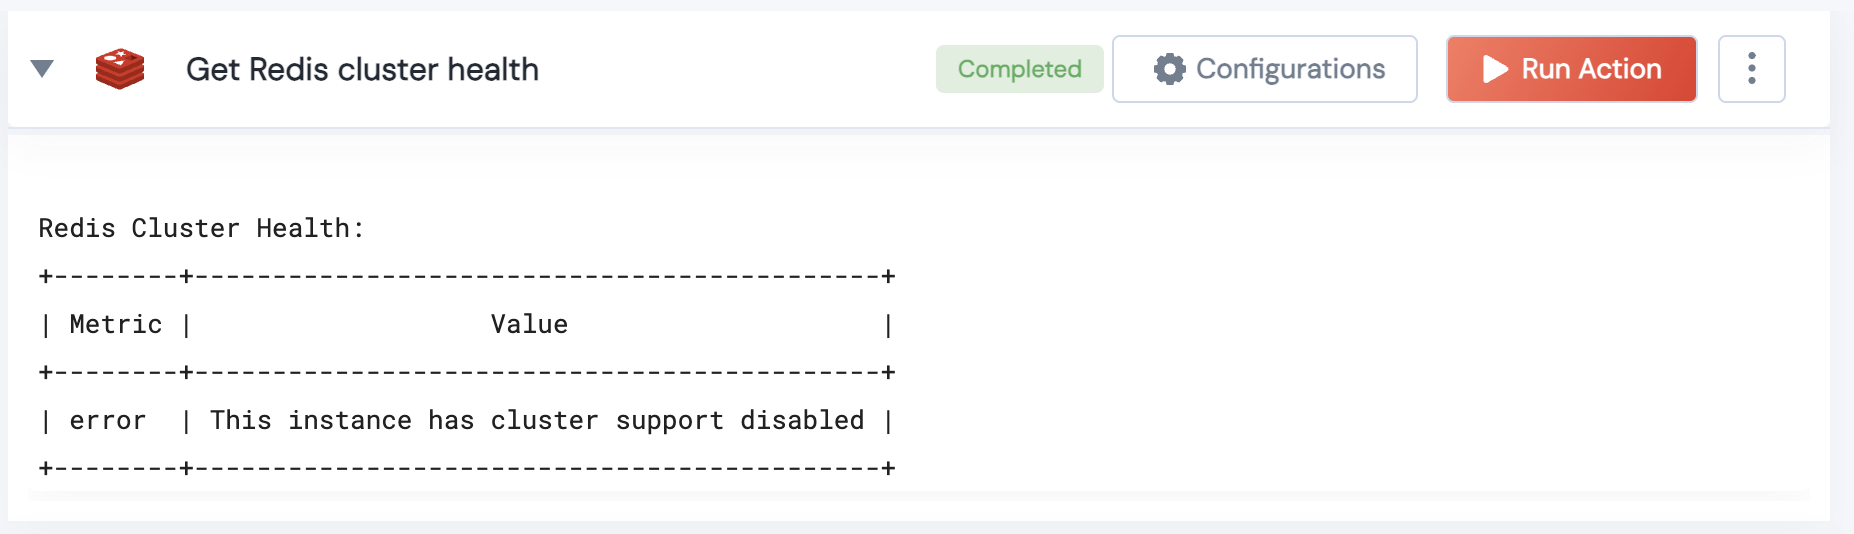 Get Redis cluster health
Completed
Configurations
Run Action
Redis Cluster Health:
+--------+--------------------------------------------+
| Metric |                   Value                    |
+--------+--------------------------------------------+
| error  | This instance has cluster support disabled |
+--------+--------------------------------------------+